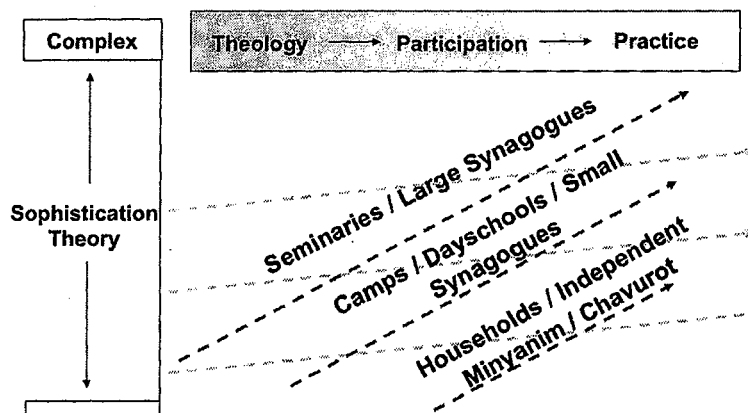 Complex
Theology
Participation
Practice
Sophistication
Theory
Seminaries / Large Synagogues
Camps / Dayschools / Small
Synagogues
Households / Independent
Minyanim / Chavurot